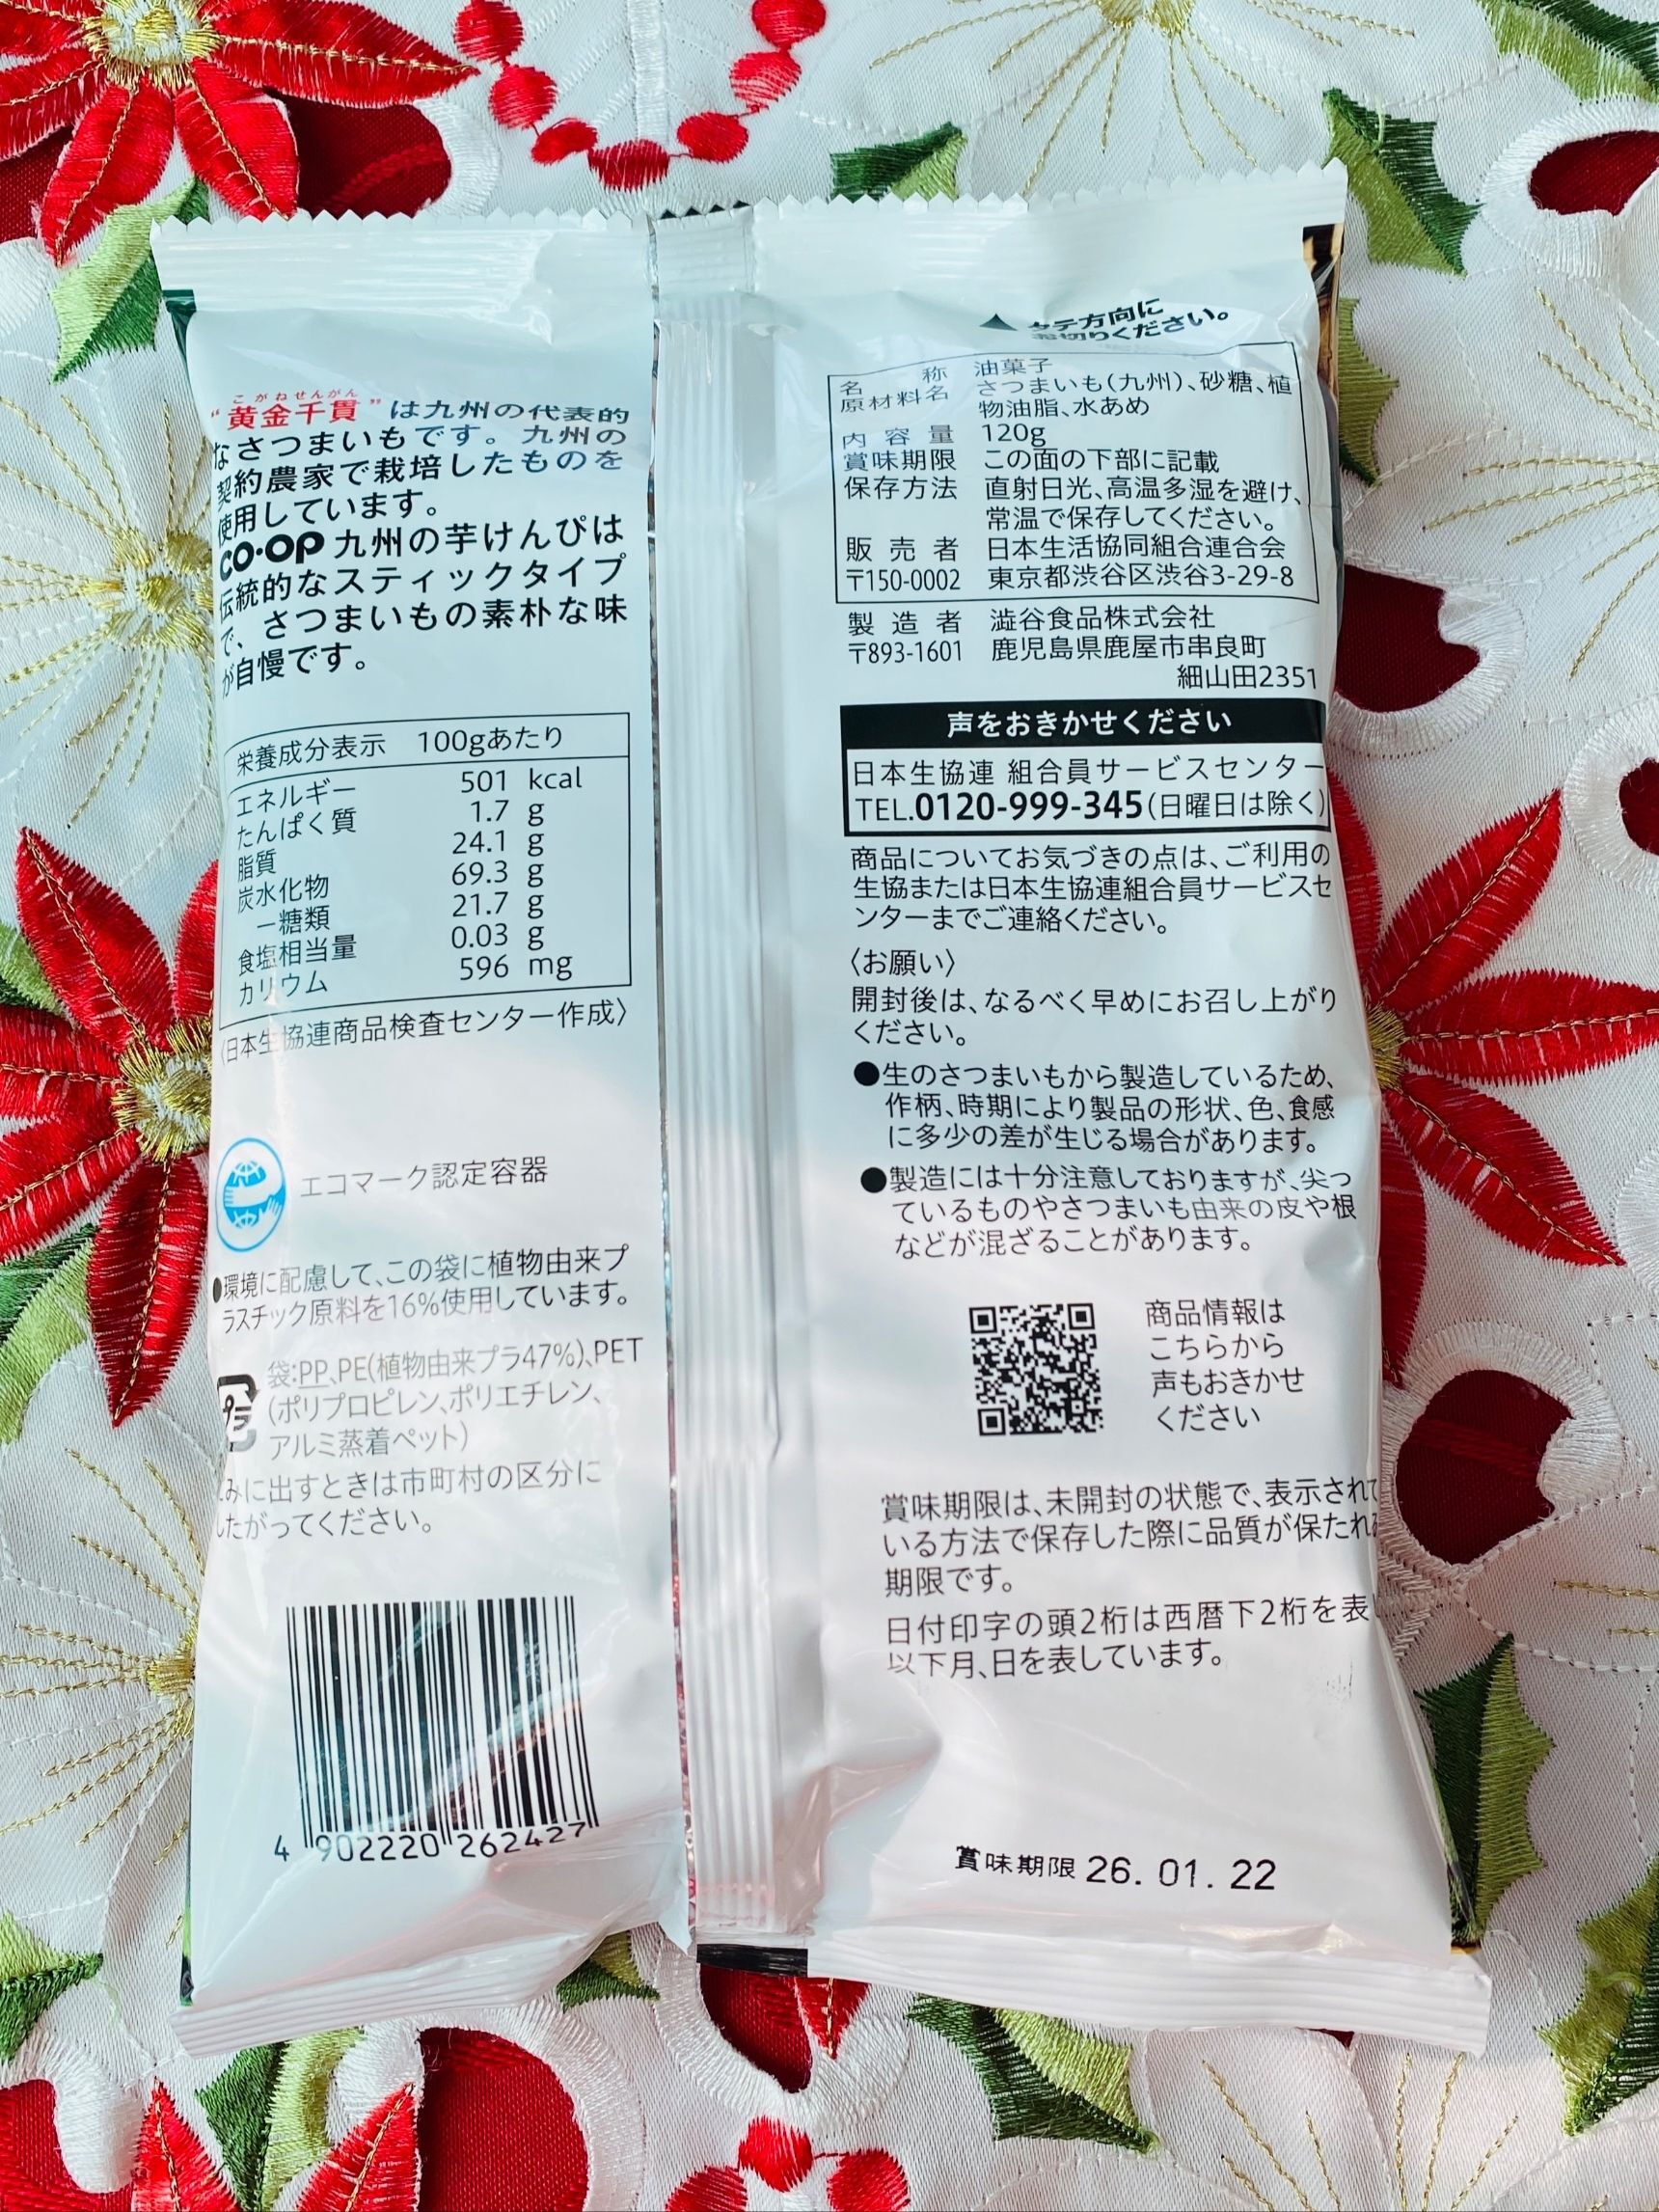 こがねせんがん
“黄金千貫”は九州の代表的
なさつまいもです。九州の
契約農家で栽培したものを
使用しています。
CO·OP 九州の芋けんぴは
伝統的なスティックタイプ
で、さつまいもの素朴な味
が自慢です。
栄養成分表示 100gあたり
エネルギー 501 kcal
たんぱく質 1.7 g
脂質 24.1 g
炭水化物 69.3 g
－糖類 21.7 g
食塩相当量 0.03 g
カリウム 596 mg
〈日本生協連商品検査センター作成〉
エコマーク認定容器
●環境に配慮して、この袋に植物由来プ
ラスチック原料を16%使用しています。
プラ
袋:PP、PE(植物由来プラ47%)、PET
(ポリプロピレン、ポリエチレン、
アルミ蒸着ペット)
ごみに出すときは市町村の区分に
したがってください。
4 902220 262427
▲ タテ方向に
お切りください。
名称 油菓子
原材料名 さつまいも(九州)、砂糖、植
物油脂、水あめ
内容量 120g
賞味期限 この面の下部に記載
保存方法 直射日光、高温多湿を避け、
常温で保存してください。
販売者 日本生活協同組合連合会
〒150-0002 東京都渋谷区渋谷3-29-8
製造者 澁谷食品株式会社
〒893-1601 鹿児島県鹿屋市串良町
細山田2351
声をおきかせください
日本生協連 組合員サービスセンター
TEL.0120-999-345(日曜日は除く)
商品についてお気づきの点は、ご利用の
生協または日本生協連組合員サービスセ
ンターまでご連絡ください。
〈お願い〉
開封後は、なるべく早めにお召し上がり
ください。
●生のさつまいもから製造しているため、
作柄、時期により製品の形状、色、食感
に多少の差が生じる場合があります。
●製造には十分注意しておりますが、尖っ
ているものやさつまいも由来の皮や根
などが混ざることがあります。
商品情報は
こちらから
声もおきかせ
ください
賞味期限は、未開封の状態で、表示されて
いる方法で保存した際に品質が保たれる
期限です。
日付印字の頭2桁は西暦下2桁を表し
以下月、日を表しています。
賞味期限 26.01.22